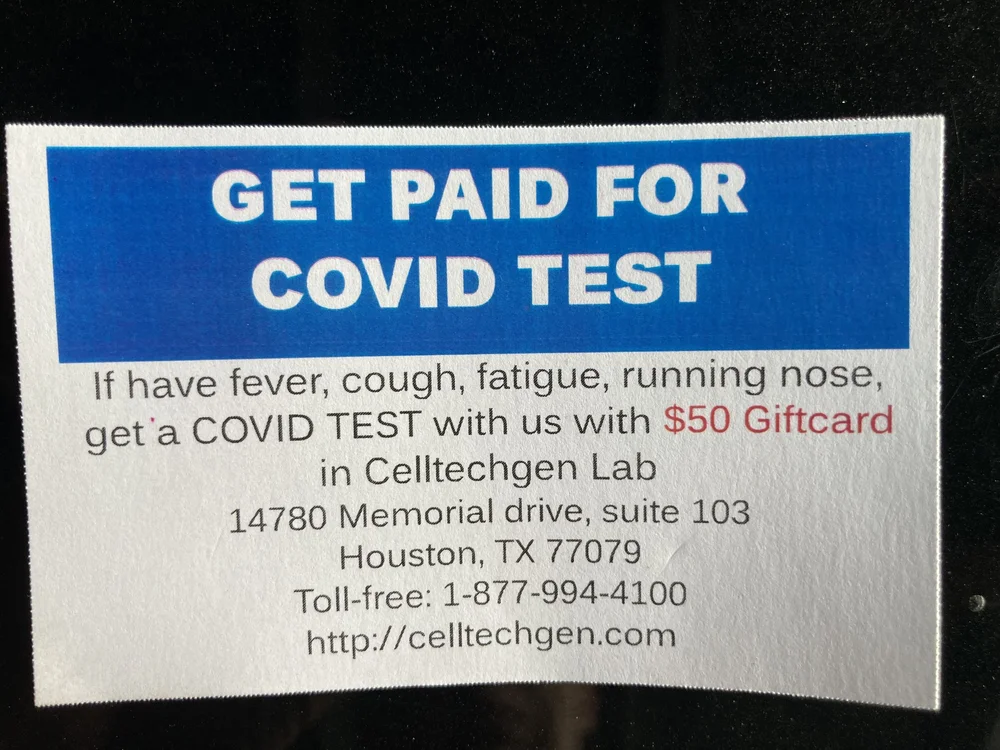 GET PAID FOR
COVID TEST
If have fever, cough, fatigue, running nose,
get a COVID TEST with us with $50 Giftcard
in Celltechgen Lab
14780 Memorial drive, suite 103
Houston, TX 77079
Toll-free: 1-877-994-4100
http://celltechgen.com